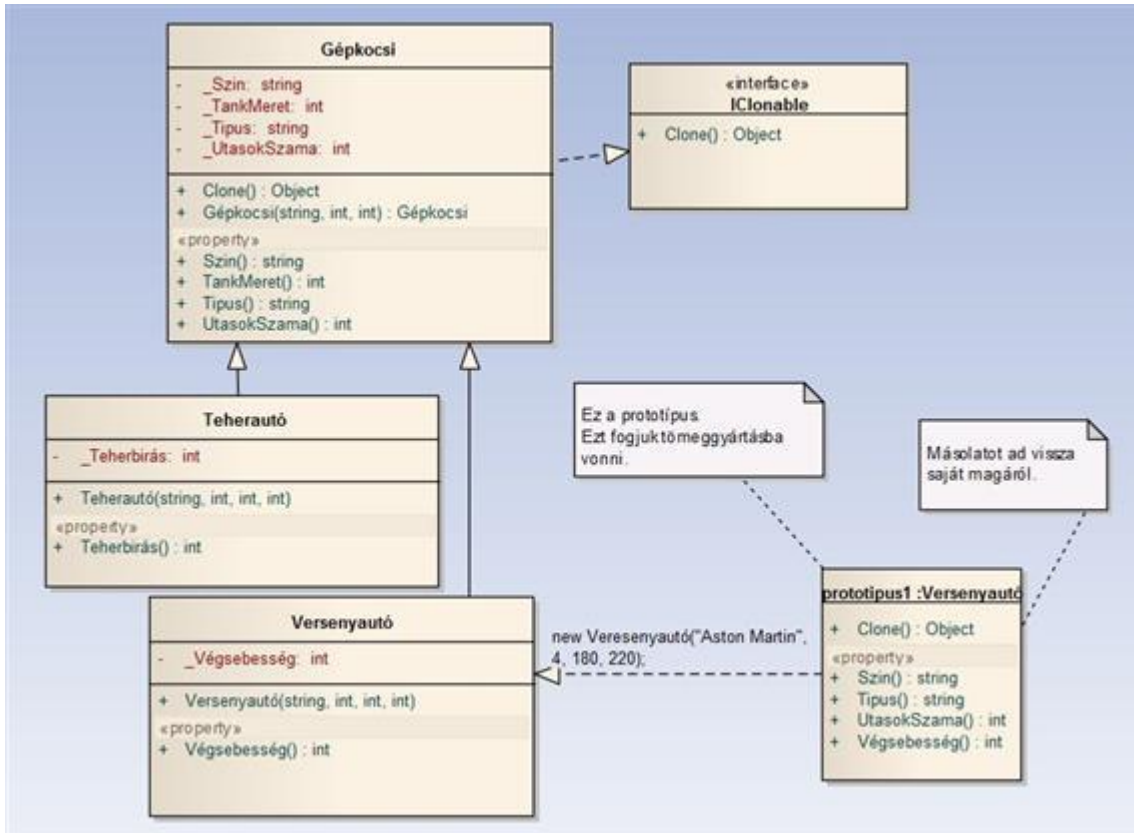 Gépkocsi
- _Szin: string
- _TankMeret: int
- _Tipus: string
- _UtasokSzama: int
+ Clone() : Object
+ Gépkocsi(string, int, int) : Gépkocsi
«property»
+ Szin() : string
+ TankMeret() : int
+ Tipus() : string
+ UtasokSzama() : int
«interface»
IClonable
+ Clone() : Object
Teherautó
- _Teherbirás: int
+ Teherautó(string, int, int, int)
«property»
+ Teherbirás() : int
Ez a prototípus.
Ezt fogjuk tömeggyártásba
vonni.
Másolatot ad vissza
saját magáról.
Versenyautó
- _Végsebesség: int
+ Versenyautó(string, int, int, int)
«property»
+ Végsebesség() : int
new Veresenyautó("Aston Martin",
4, 180, 220);
prototipus1 :Versenyautó
+ Clone() : Object
«property»
+ Szin() : string
+ Tipus() : string
+ UtasokSzama() : int
+ Végsebesség() : int